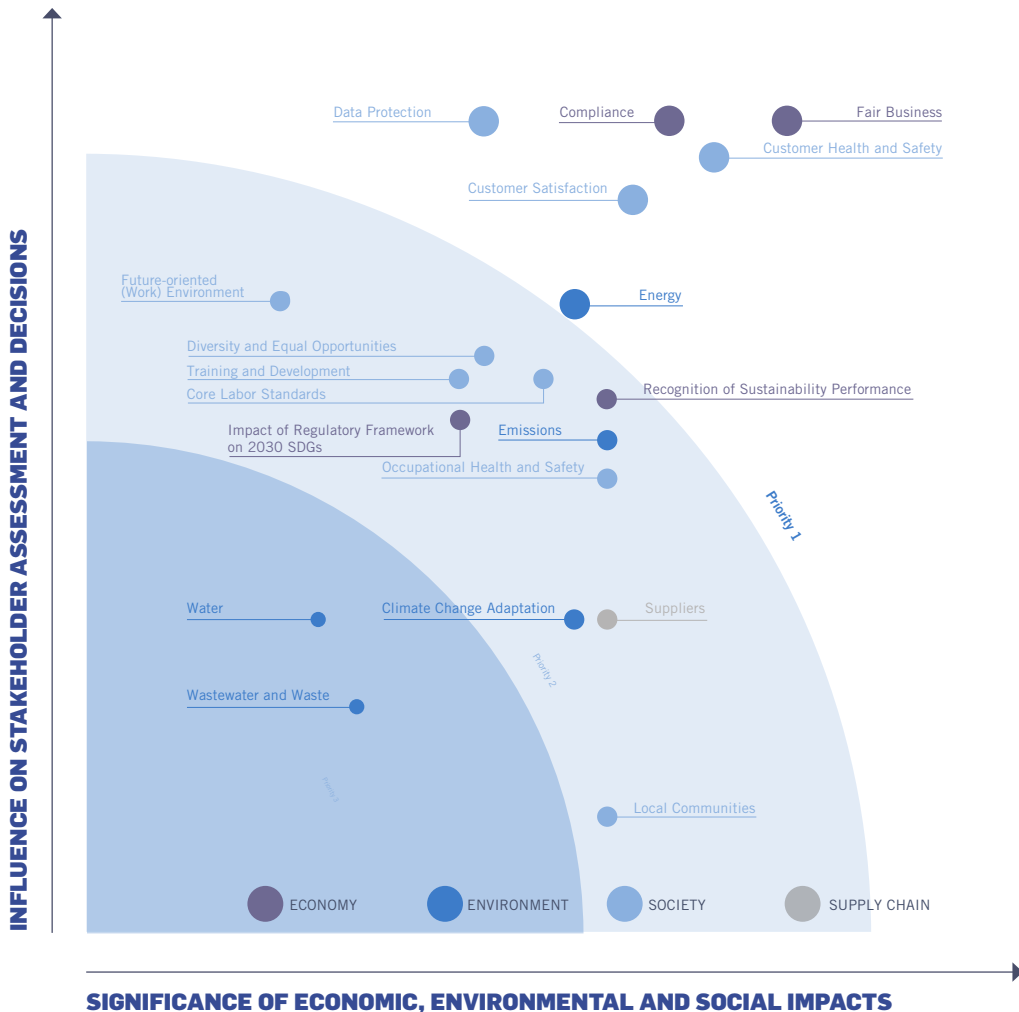 Data Protection
Compliance
Fair Business
Customer Health and Safety
Customer Satisfaction
Future-oriented
(Work) Environment
Energy
Diversity and Equal Opportunities
Training and Development
Core Labor Standards
Recognition of Sustainability Performance
Impact of Regulatory Framework
on 2030 SDGs
Emissions
Occupational Health and Safety
Priority 1
Water
Climate Change Adaptation
Suppliers
Priority 2
Wastewater and Waste
Priority 3
Local Communities
ECONOMY
ENVIRONMENT
SOCIETY
SUPPLY CHAIN
INFLUENCE ON STAKEHOLDER ASSESSMENT AND DECISIONS
SIGNIFICANCE OF ECONOMIC, ENVIRONMENTAL AND SOCIAL IMPACTS